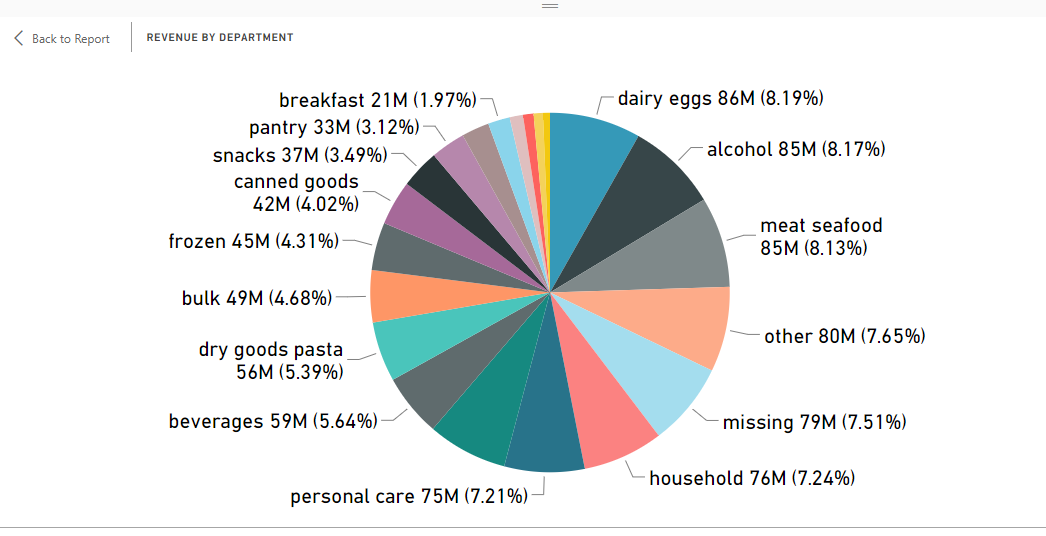 Back to Report
REVENUE BY DEPARTMENT
dairy eggs 86M (8.19%)
alcohol 85M (8.17%)
meat seafood
85M (8.13%)
other 80M (7.65%)
missing 79M (7.51%)
household 76M (7.24%)
personal care 75M (7.21%)
beverages 59M (5.64%)
dry goods pasta
56M (5.39%)
bulk 49M (4.68%)
frozen 45M (4.31%)
canned goods
42M (4.02%)
snacks 37M (3.49%)
pantry 33M (3.12%)
breakfast 21M (1.97%)